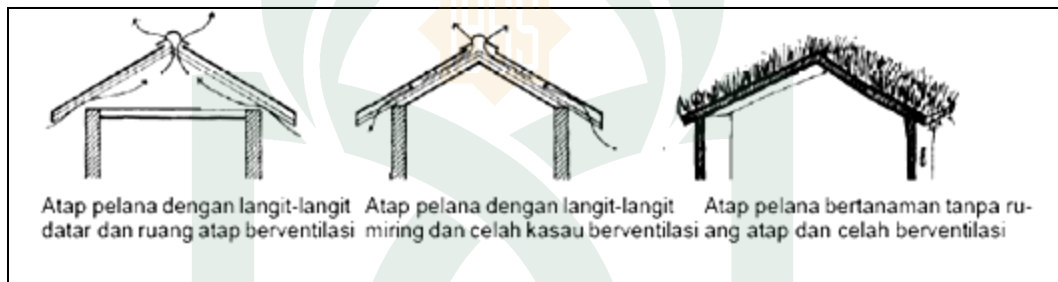 Atap pelana dengan langit-langit
datar dan ruang atap berventilasi
Atap pelana dengan langit-langit
miring dan celah kasau berventilasi
Atap pelana bertanaman tanpa ru-
ang atap dan celah berventilasi